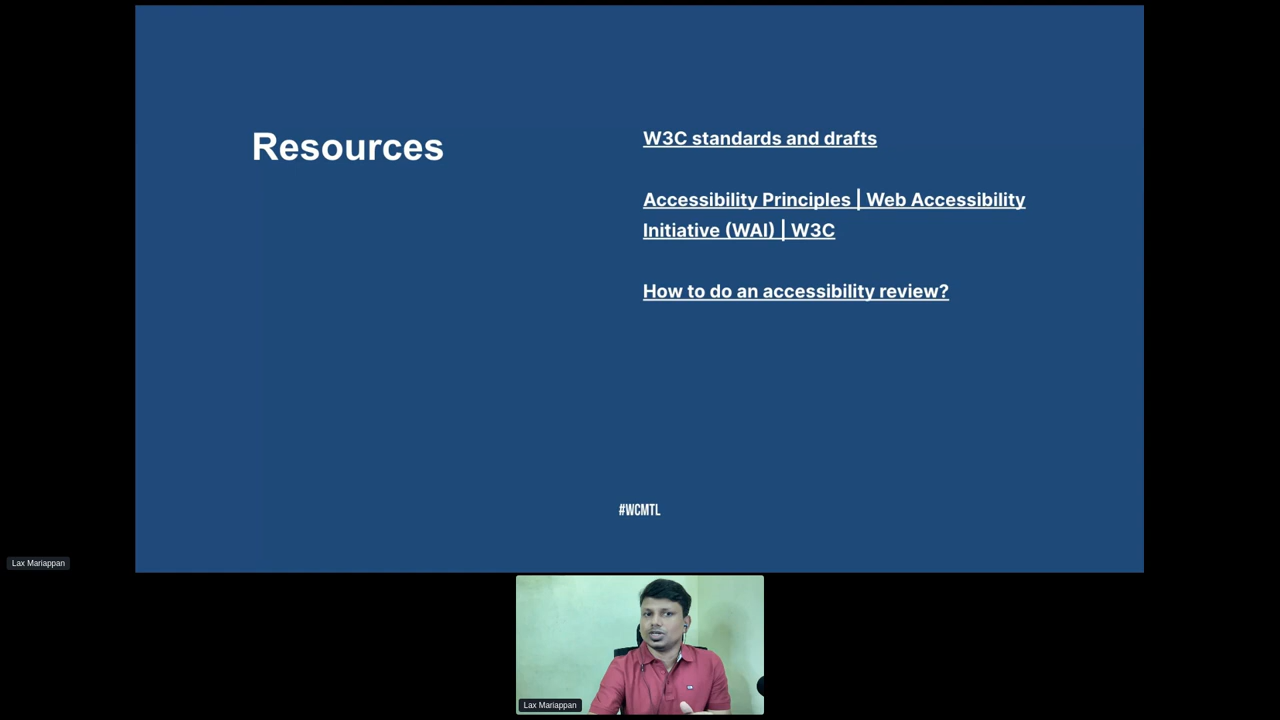 Resources
W3C standards and drafts
Accessibility Principles | Web Accessibility
Initiative (WAI) | W3C
How to do an accessibility review?
#WCMTL
Lax Mariappan
Lax Mariappan